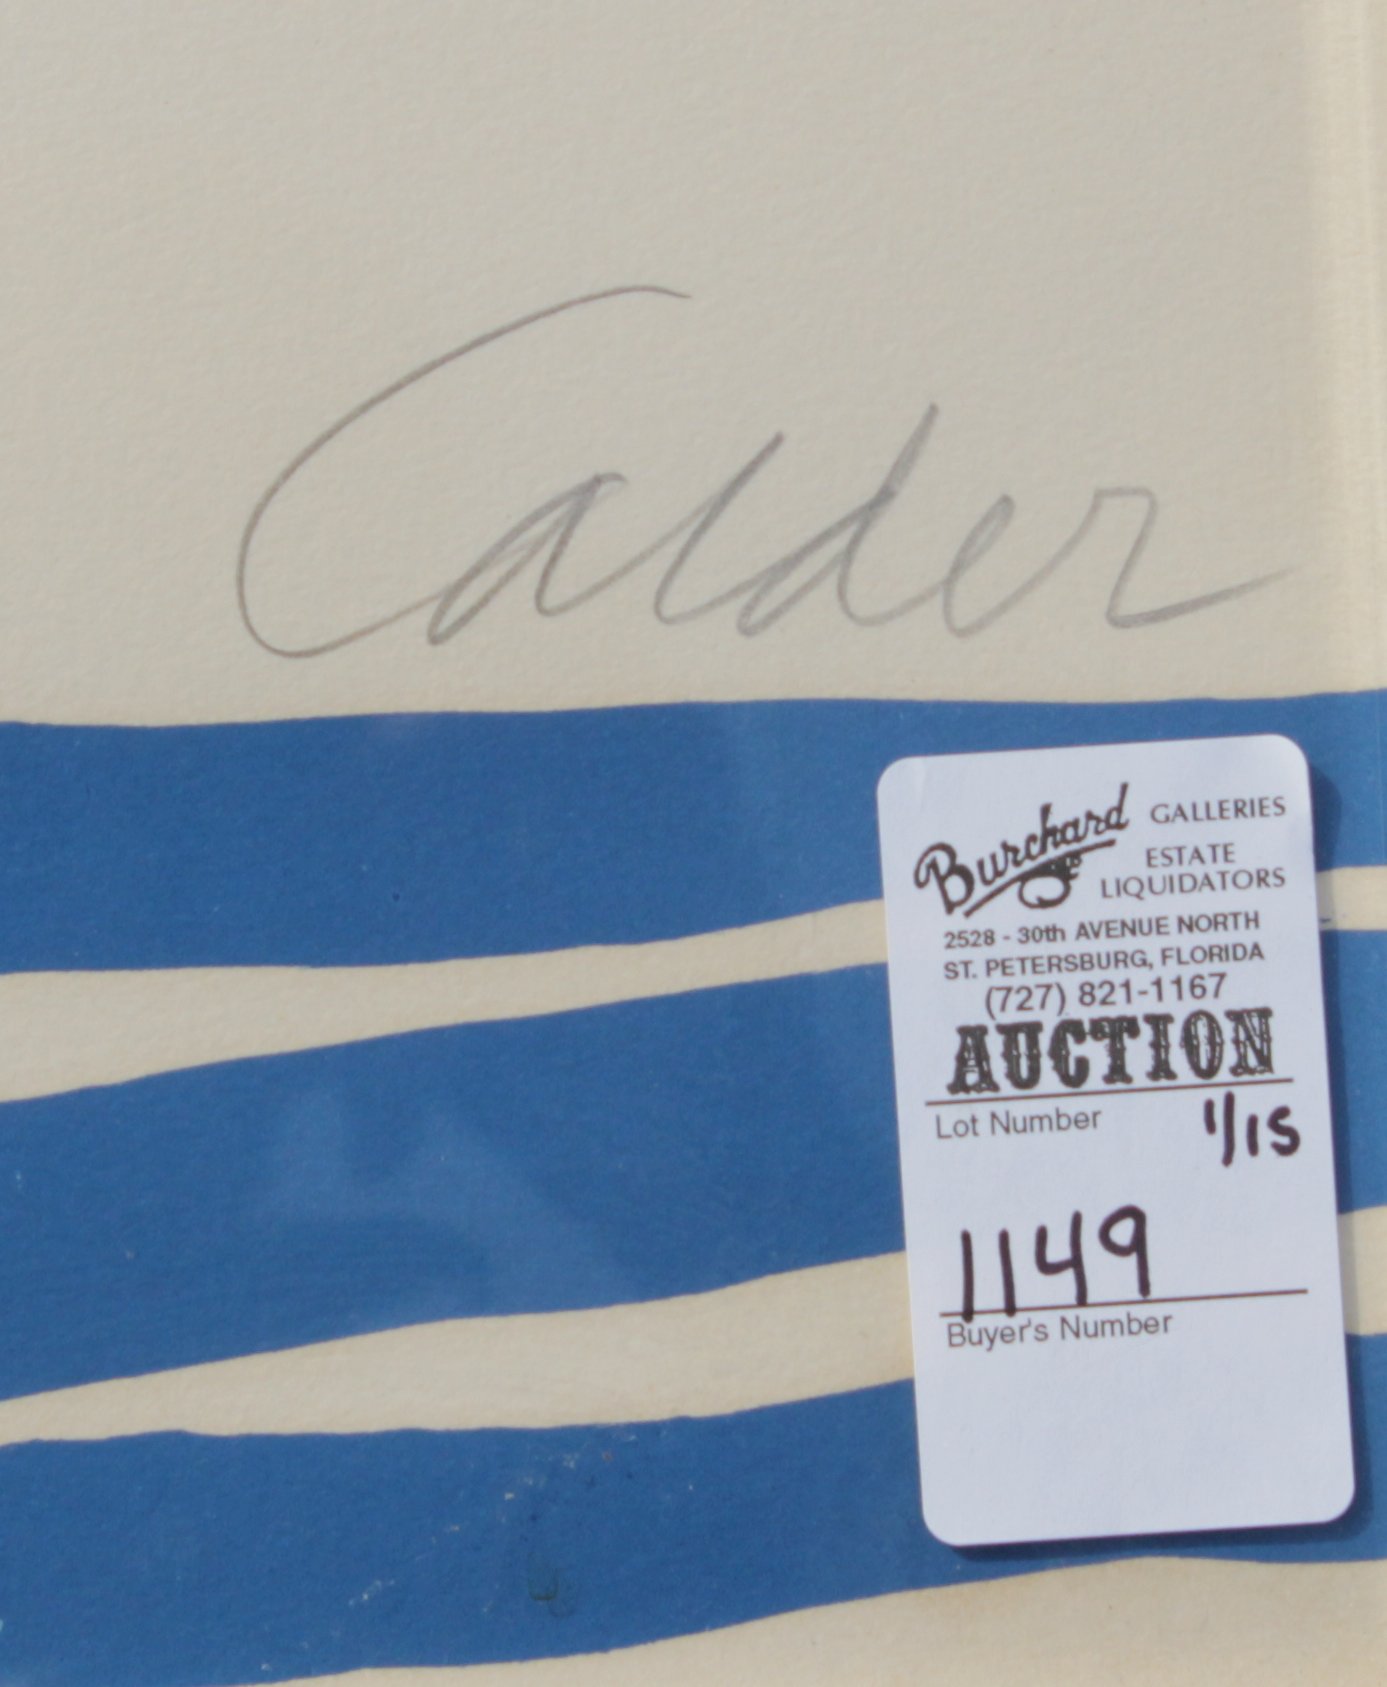 Calder
Burchard GALLERIES
ESTATE
LIQUIDATORS
2528 - 30th AVENUE NORTH
ST. PETERSBURG, FLORIDA
(727) 821-1167
AUCTION
Lot Number 1/15
1149
Buyer's Number